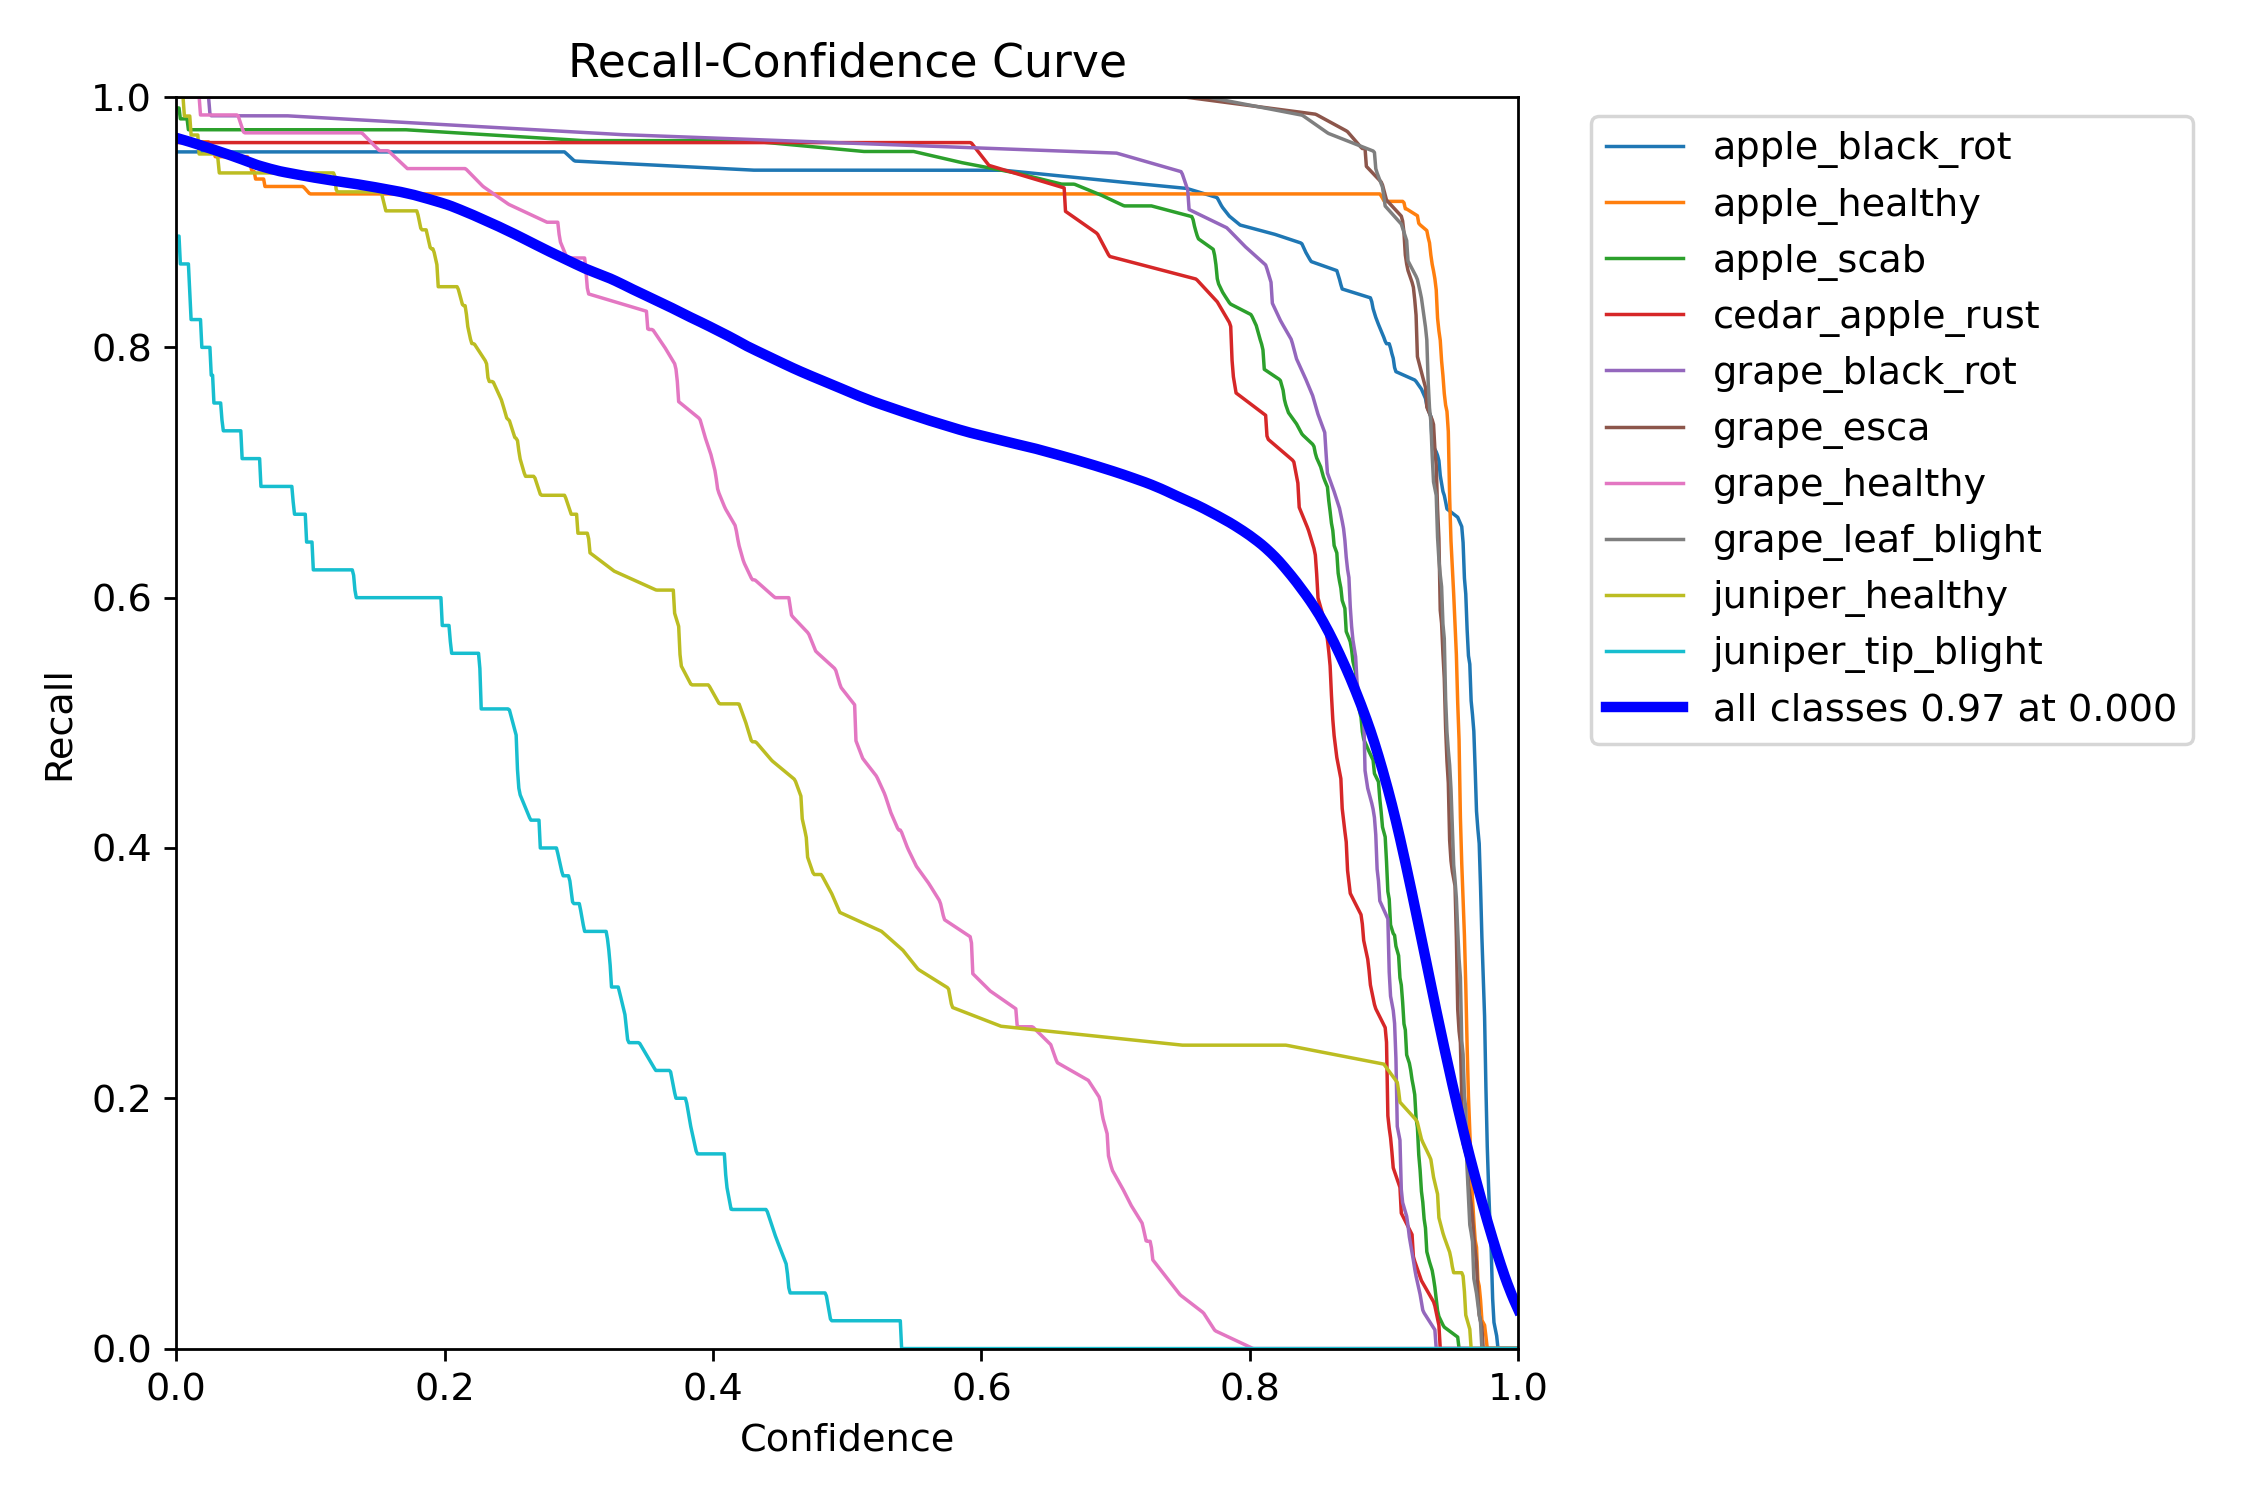 Recall-Confidence Curve
1.0
0.8
0.6
0.4
0.2
0.0
Recall
0.0 0.2 0.4 0.6 0.8 1.0
Confidence
apple_black_rot
apple_healthy
apple_scab
cedar_apple_rust
grape_black_rot
grape_esca
grape_healthy
grape_leaf_blight
juniper_healthy
juniper_tip_blight
all classes 0.97 at 0.000